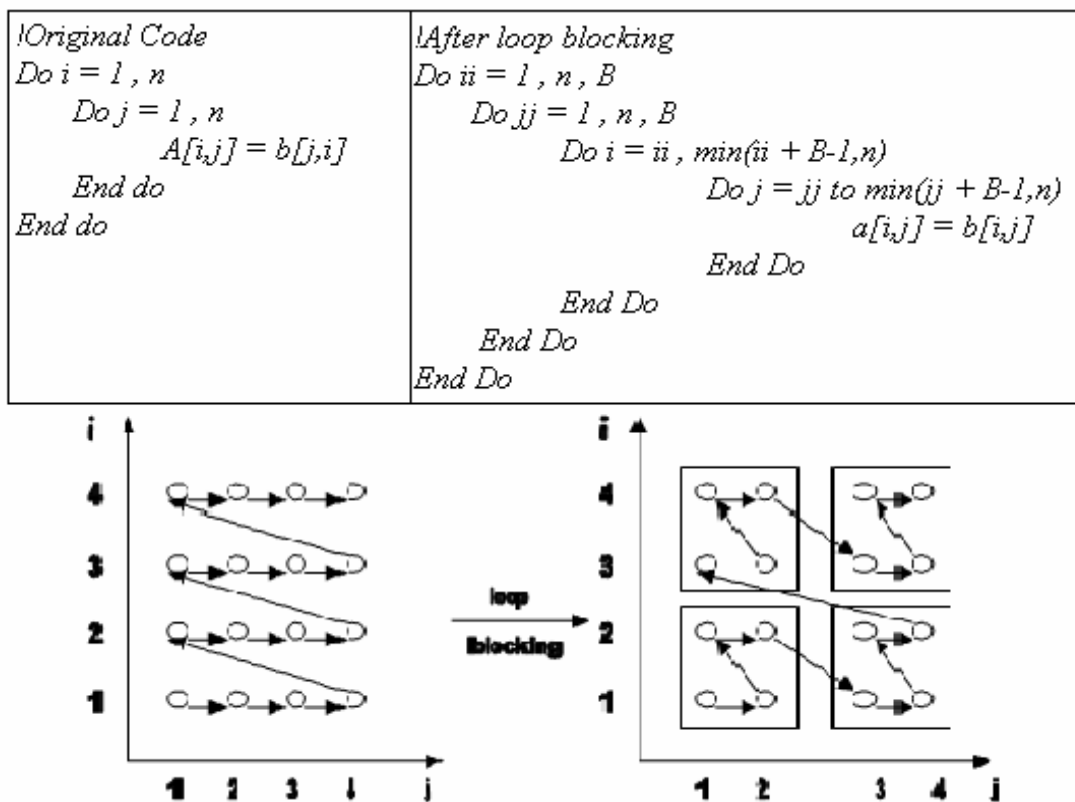 !Original Code
Do i = 1 , n
Do j = 1 , n
A[i,j] = b[j,i]
End do
End do
!After loop blocking
Do ii = 1 , n , B
Do jj = 1 , n , B
Do i = ii , min(ii + B-1,n)
Do j = jj to min(jj + B-1,n)
a[i,j] = b[i,j]
End Do
End Do
End Do
End Do
i
4
3
2
1
1 2 3 j
loop
blocking
4
3
2
1
1 2 3 4